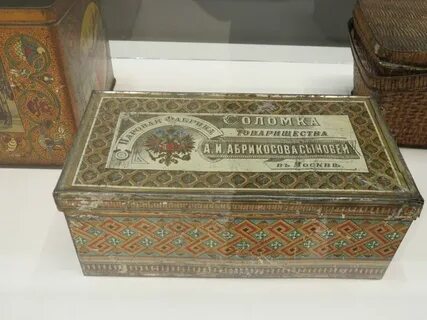 Паровая Фабрика
Соломка
Товарищества
А.И. Абрикосова Сыновей
въ Москвѣ